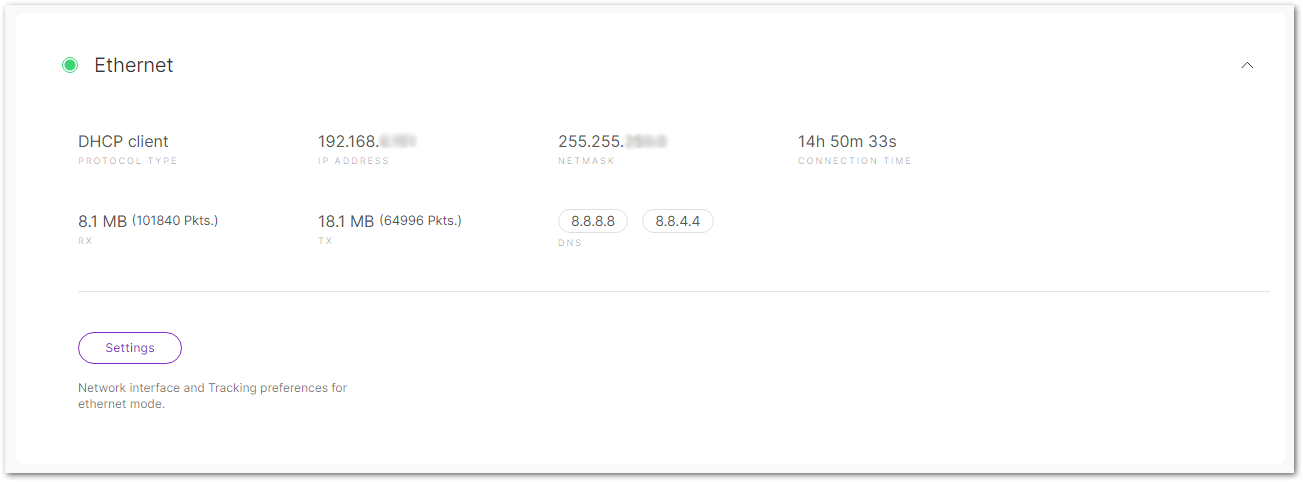 Ethernet
DHCP client
PROTOCOL TYPE
192.168.
IP ADDRESS
255.255.
NETMASK
14h 50m 33s
CONNECTION TIME
8.1 MB (101840 Pkts.)
RX
18.1 MB (64996 Pkts.)
TX
8.8.8.8 8.8.4.4
DNS
Settings
Network interface and Tracking preferences for
ethernet mode.